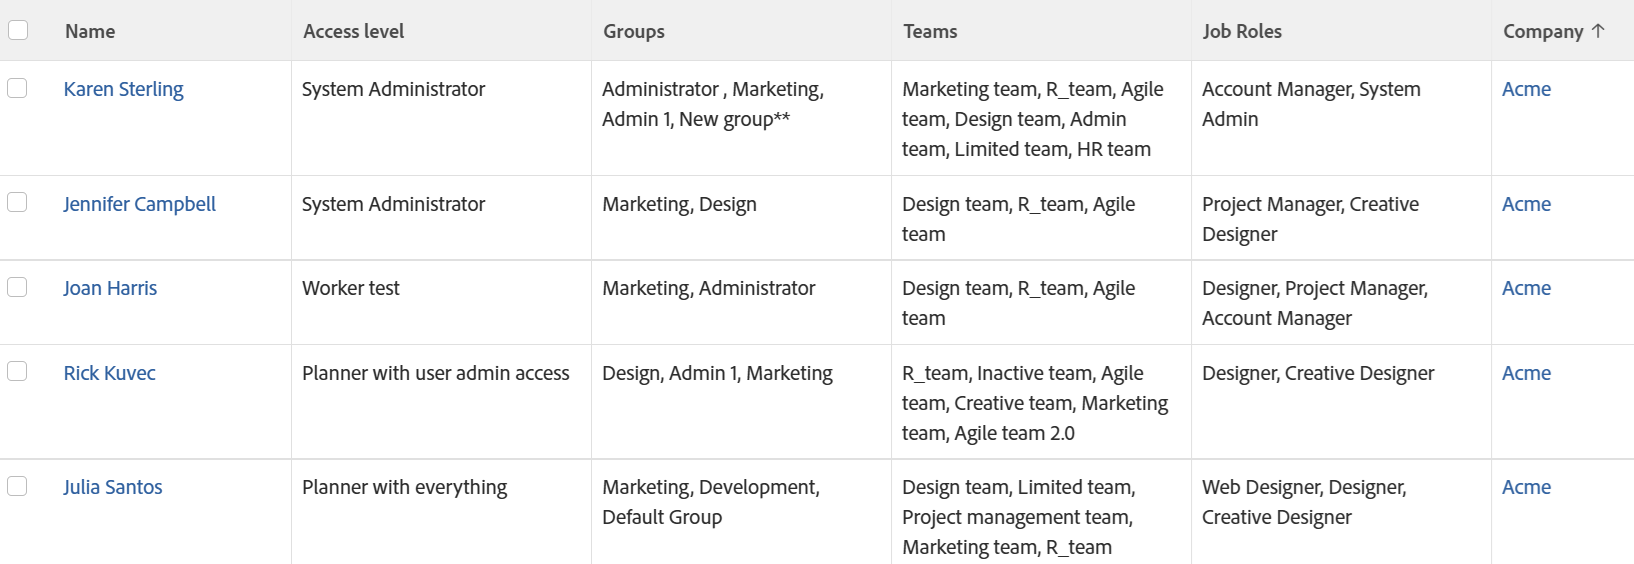 Name Access level Groups Teams Job Roles Company ↑
Karen Sterling System Administrator Administrator , Marketing, Marketing team, R_team, Agile Account Manager, System Acme
Admin 1, New group** team, Design team, Admin Admin
team, Limited team, HR team
Jennifer Campbell System Administrator Marketing, Design Design team, R_team, Agile Project Manager, Creative Acme
team Designer
Joan Harris Worker test Marketing, Administrator Design team, R_team, Agile Designer, Project Manager, Acme
team Account Manager
Rick Kuvec Planner with user admin access Design, Admin 1, Marketing R_team, Inactive team, Agile Designer, Creative Designer Acme
team, Creative team, Marketing
team, Agile team 2.0
Julia Santos Planner with everything Marketing, Development, Design team, Limited team, Web Designer, Designer, Acme
Default Group Project management team, Creative Designer
Marketing team, R_team